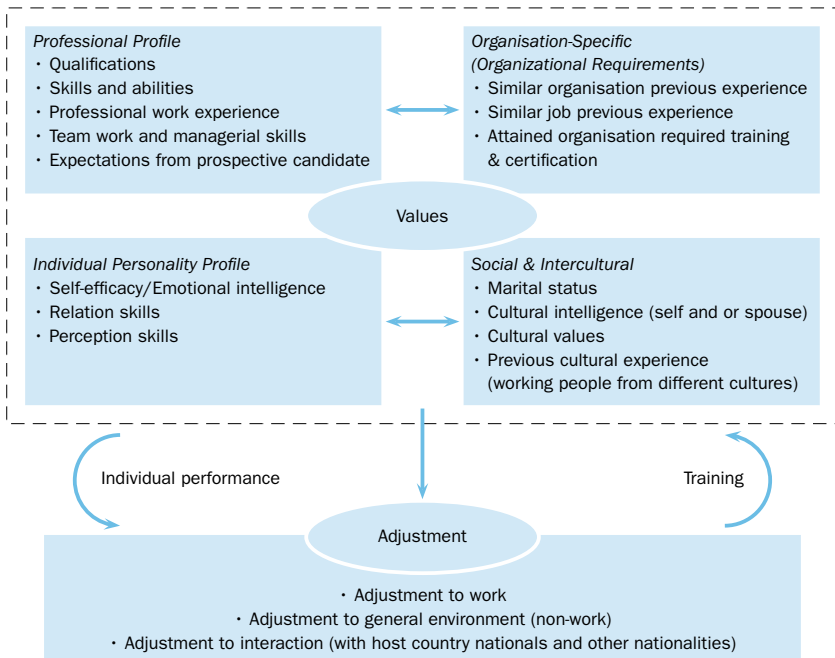 Professional Profile
· Qualifications
· Skills and abilities
· Professional work experience
· Team work and managerial skills
· Expectations from prospective candidate
Organisation-Specific
(Organizational Requirements)
· Similar organisation previous experience
· Similar job previous experience
· Attained organisation required training
& certification
Values
Individual Personality Profile
· Self-efficacy/Emotional intelligence
· Relation skills
· Perception skills
Social & Intercultural
· Marital status
· Cultural intelligence (self and or spouse)
· Cultural values
· Previous cultural experience
(working people from different cultures)
Individual performance
Training
Adjustment
· Adjustment to work
· Adjustment to general environment (non-work)
· Adjustment to interaction (with host country nationals and other nationalities)